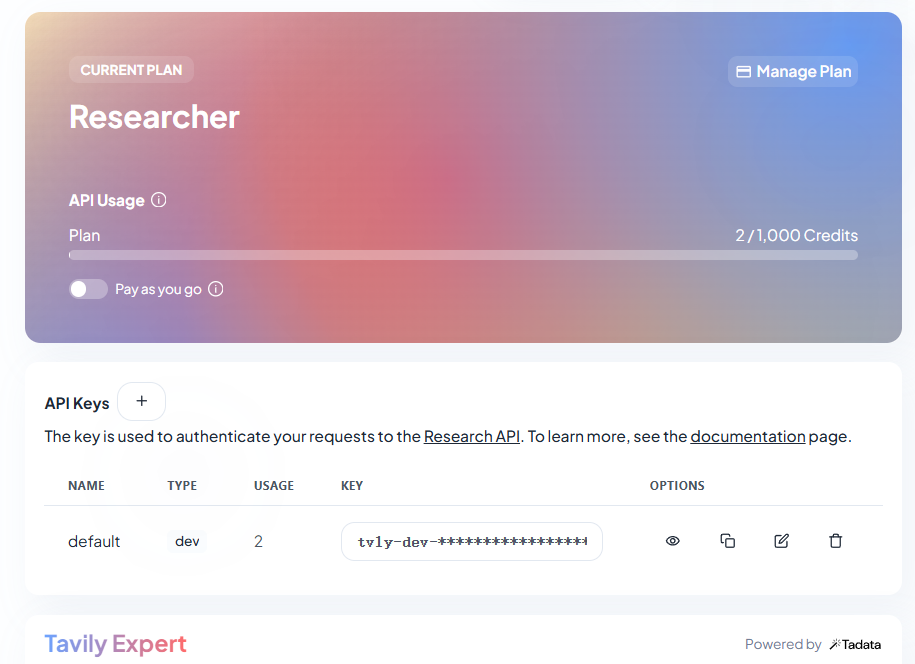 CURRENT PLAN
Manage Plan
Researcher
API Usage
Plan
2 / 1,000 Credits
Pay as you go
API Keys
+
The key is used to authenticate your requests to the Research API. To learn more, see the documentation page.
NAME TYPE USAGE KEY OPTIONS
default dev 2 tvly-dev-*****************
Tavily Expert
Powered by Tadata